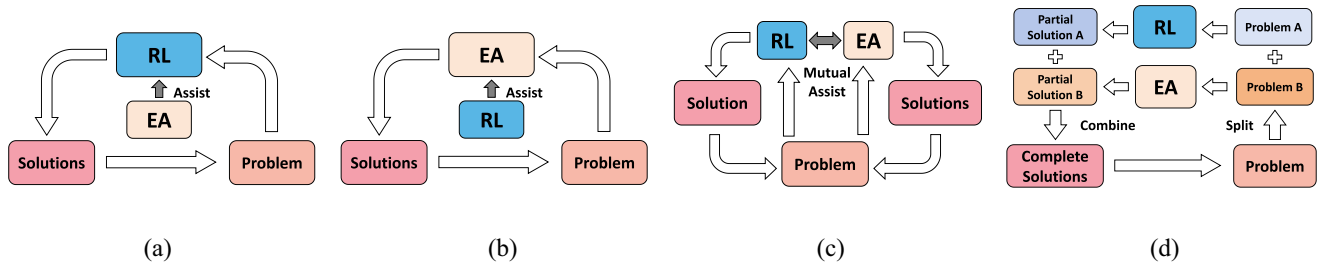 RL
Assist
EA
Solutions
Problem
(a)
EA
Assist
RL
Solutions
Problem
(b)
RL
EA
Mutual
Assist
Solution
Solutions
Problem
(c)
Partial
Solution A
RL
Problem A
Partial
Solution B
EA
Problem B
Combine
Split
Complete
Solutions
Problem
(d)